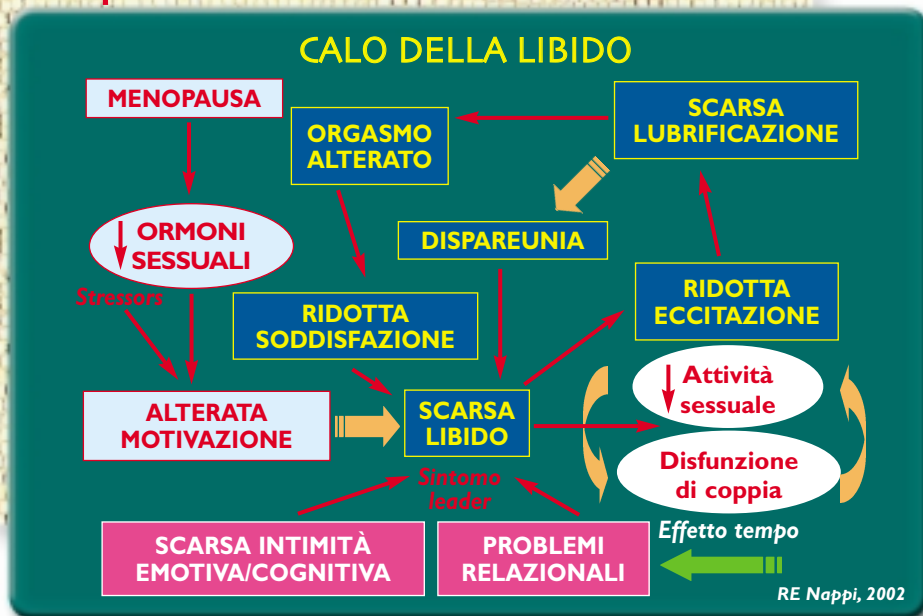 CALO DELLA LIBIDO
MENOPAUSA
ORGASMO
ALTERATO
SCARSA
LUBRIFICAZIONE
ORMONI
SESSUALI
DISPAREUNIA
Stressors
RIDOTTA
SODDISFAZIONE
RIDOTTA
ECCITAZIONE
ALTERATA
MOTIVAZIONE
SCARSA
LIBIDO
Attività
sessuale
Disfunzione
di coppia
Sintomo
leader
SCARSA INTIMITÀ
EMOTIVA/COGNITIVA
PROBLEMI
RELAZIONALI
Effetto tempo
RE Nappi, 2002